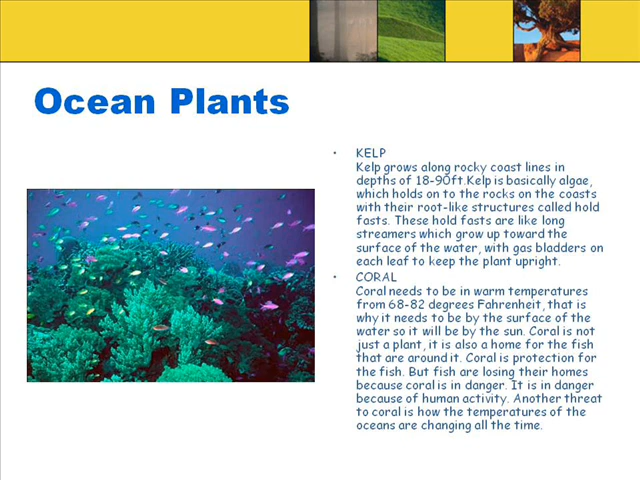 Ocean Plants
• KELP
Kelp grows along rocky coast lines in
depths of 18-90ft.Kelp is basically algae,
which holds on to the rocks on the coasts
with their root-like structures called hold
fasts. These hold fasts are like long
streamers which grow up toward the
surface of the water, with gas bladders on
each leaf to keep the plant upright.
• CORAL
Coral needs to be in warm temperatures
from 68-82 degrees Fahrenheit, that is
why it needs to be by the surface of the
water so it will be by the sun. Coral is not
just a plant, it is also a home for the fish
that are around it. Coral is protection for
the fish. But fish are losing their homes
because coral is in danger. It is in danger
because of human activity. Another threat
to coral is how the temperatures of the
oceans are changing all the time.